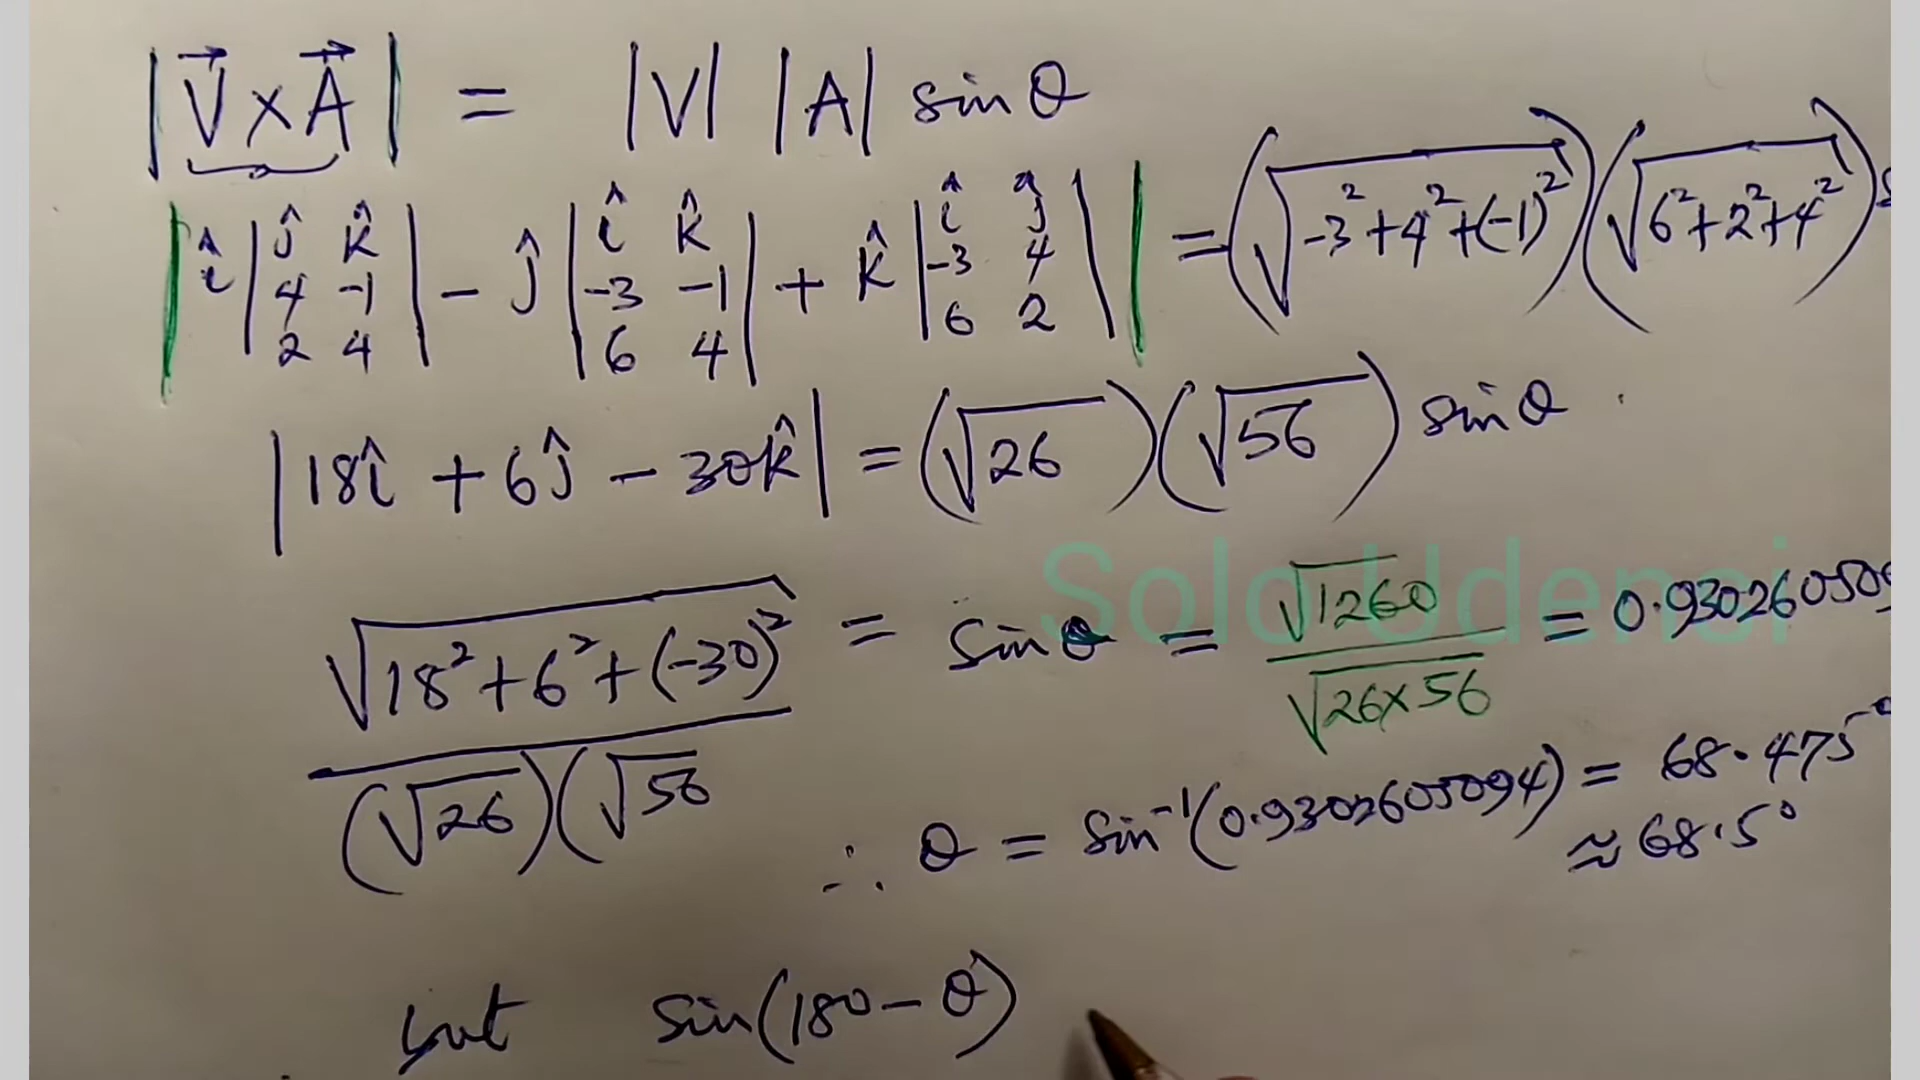 |V⃗ × A⃗| = |V| |A| sin θ
|î |ĵ k̂ 4 -1 2 4| - ĵ |î k̂ -3 -1 6 4| + k̂ |î ĵ -3 4 6 2|| = (√-3² + 4² + (-1)²)(√6² + 2² + 4²)
|18î + 6ĵ - 30k̂| = (√26)(√56) sin θ
√18² + 6² + (-30)² / (√26)(√56 = sin θ = √1260 / √26×56 = 0.930260509
∴ θ = sin⁻¹(0.9302605094) = 68.475°
≈ 68.5°
but sin(180 - θ)
Solo Udenci